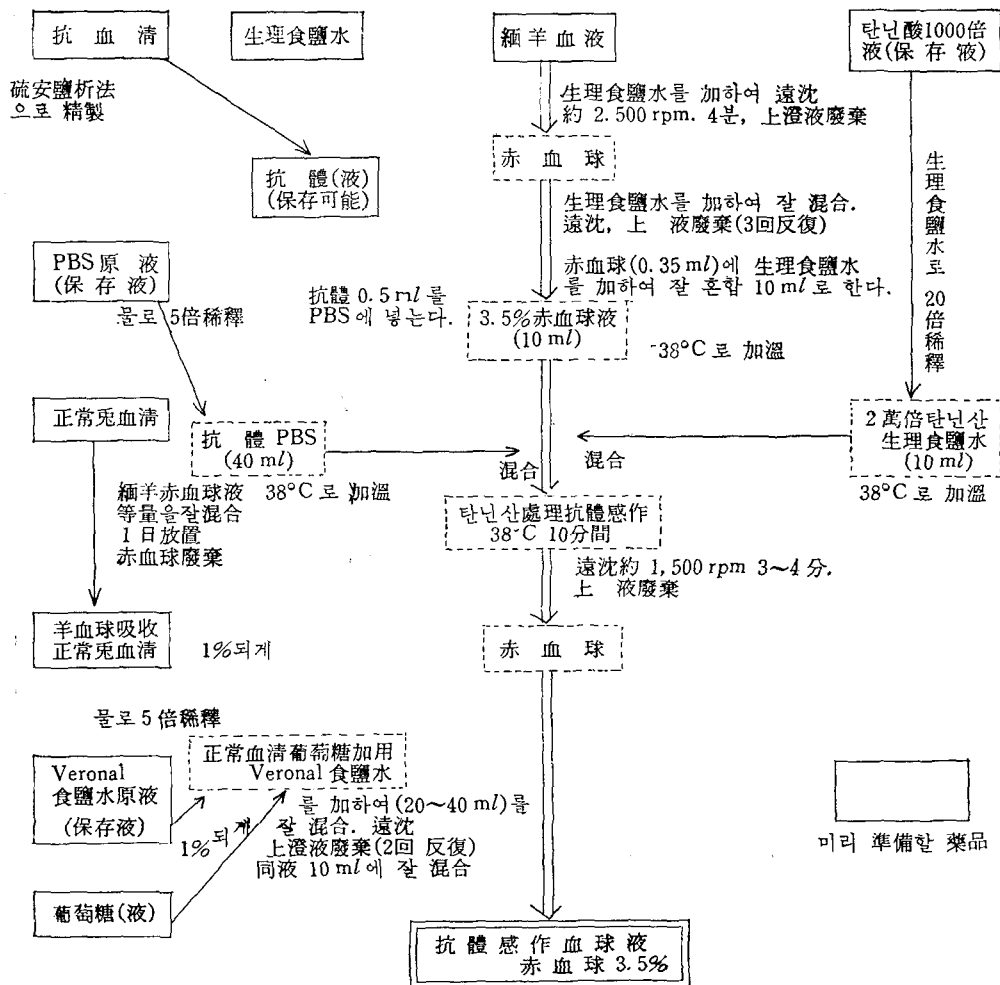 抗血清
生理食鹽水
緬羊血液
탄닌酸1000倍
液(保存液)
硫安鹽析法
으로 精製
生理食鹽水를 加하여 遠沈
約 2.500 rpm. 4분, 上澄液廢棄
赤血球
抗體(液)
(保存可能)
生理食鹽水를 加하여 잘 混合.
遠沈, 上 液廢棄(3回反復)
生理食鹽水로 20倍稀釋
PBS原液
(保存液)
물로 5倍稀釋
抗體 0.5 ml를
PBS에 넣는다.
赤血球(0.35 ml)에 生理食鹽水
를 加하여 잘 혼합 10 ml로 한다.
3.5%赤血球液
(10 ml)
38°C로 加溫
正常兎血淸
抗體 PBS
(40 ml)
混合
混合
2萬倍탄닌산
生理食鹽水
(10 ml)
38°C로 加溫
緬羊赤血球液
等量을잘混合
1日放置
赤血球廢棄
38°C로 加溫
탄닌산處理抗體感作
38°C 10分間
遠沈約 1,500 rpm 3~4分.
上 液廢棄
羊血球吸收
正常兎血淸
1%되게
赤血球
물로 5倍稀釋
Veronal
食鹽水原液
(保存液)
正常血淸葡萄糖加用
Veronal 食鹽水
1%되게
를 加하여(20~40 ml)를
잘 混合. 遠沈
上澄液廢棄(2回 反復)
同液 10 ml에 잘 混合
葡萄糖(液)
미리 準備할 藥品
抗體感作血球液
赤血球 3.5%